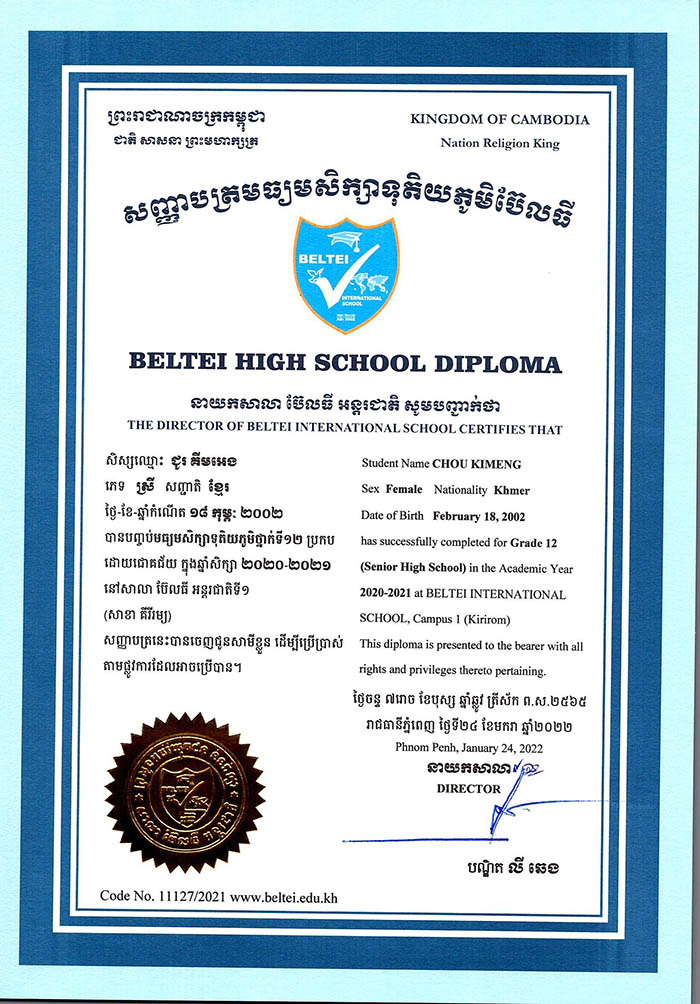 ព្រះរាជាណាចក្រកម្ពុជា
ជាតិ សាសនា ព្រះមហាក្សត្រ
KINGDOM OF CAMBODIA
Nation Religion King
សញ្ញាបត្រមធ្យមសិក្សាទុតិយភូមិប៊ែលធី
BELTEI
INTERNATIONAL
SCHOOL
BELTEI HIGH SCHOOL DIPLOMA
នាយកសាលា ប៊ែលធី អន្តរជាតិ សូមបញ្ជាក់ថា
THE DIRECTOR OF BELTEI INTERNATIONAL SCHOOL CERTIFIES THAT
សិស្សឈ្មោះ ជួរ គីមអេង
ភេទ ស្រី សញ្ជាតិ ខ្មែរ
ថ្ងៃ-ខែ-ឆ្នាំកំណើត ១៨ កុម្ភៈ ២០០២
បានបញ្ចប់មធ្យមសិក្សាទុតិយភូមិថ្នាក់ទី១២ ប្រកប
ដោយជោគជ័យ ក្នុងឆ្នាំសិក្សា ២០២០-២០២១
នៅសាលា ប៊ែលធី អន្តរជាតិទី១
(សាខា គីរីរម្យ)
សញ្ញាបត្រនេះបានចេញជូនសាមីខ្លួន ដើម្បីប្រើប្រាស់
តាមផ្លូវការដែលអាចប្រើបាន។
Student Name CHOU KIMENG
Sex Female Nationality Khmer
Date of Birth February 18, 2002
has successfully completed for Grade 12
(Senior High School) in the Academic Year
2020-2021 at BELTEI INTERNATIONAL
SCHOOL, Campus 1 (Kirirom)
This diploma is presented to the bearer with all
rights and privileges thereto pertaining.
ថ្ងៃចន្ទ ៧រោច ខែបុស្ស ឆ្នាំឆ្លូវ ត្រីស័ក ព.ស.២៥៦៥
រាជធានីភ្នំពេញ ថ្ងៃទី២៤ ខែមករា ឆ្នាំ២០២២
Phnom Penh, January 24, 2022
នាយកសាលា
DIRECTOR
បណ្ឌិត លី ឆេង
Code No. 11127/2021 www.beltei.edu.kh